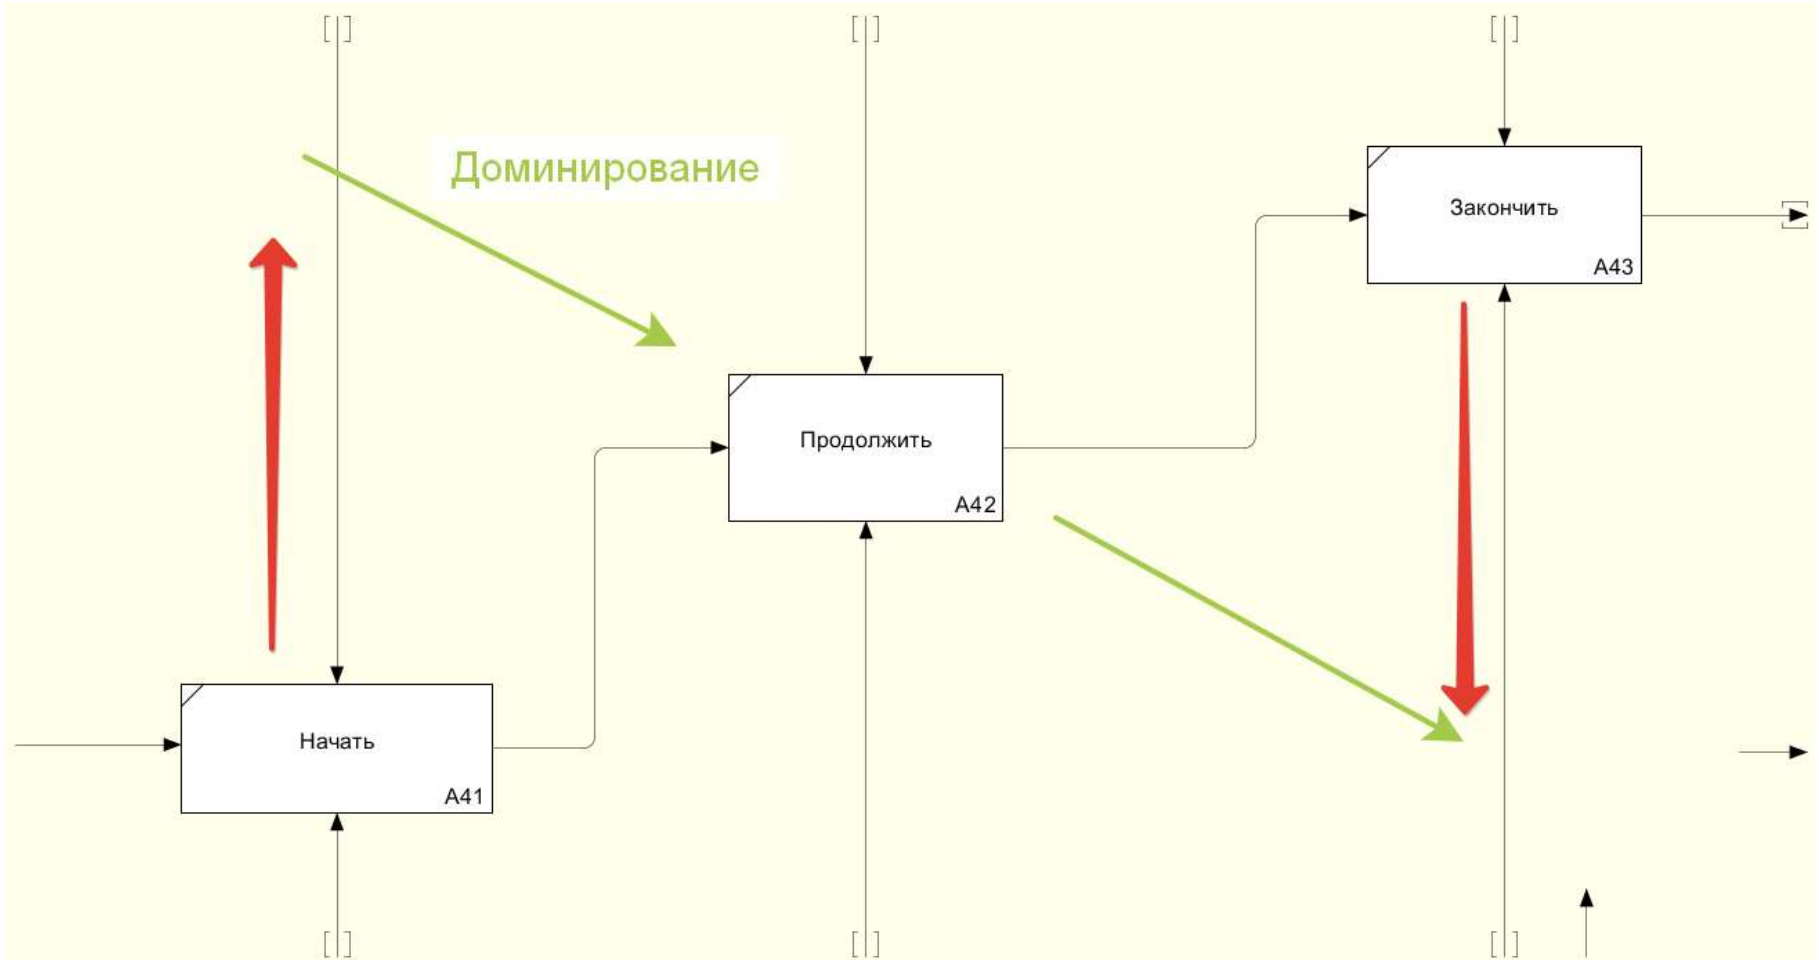 Доминирование
Закончить
A43
Продолжить
A42
Начать
A41